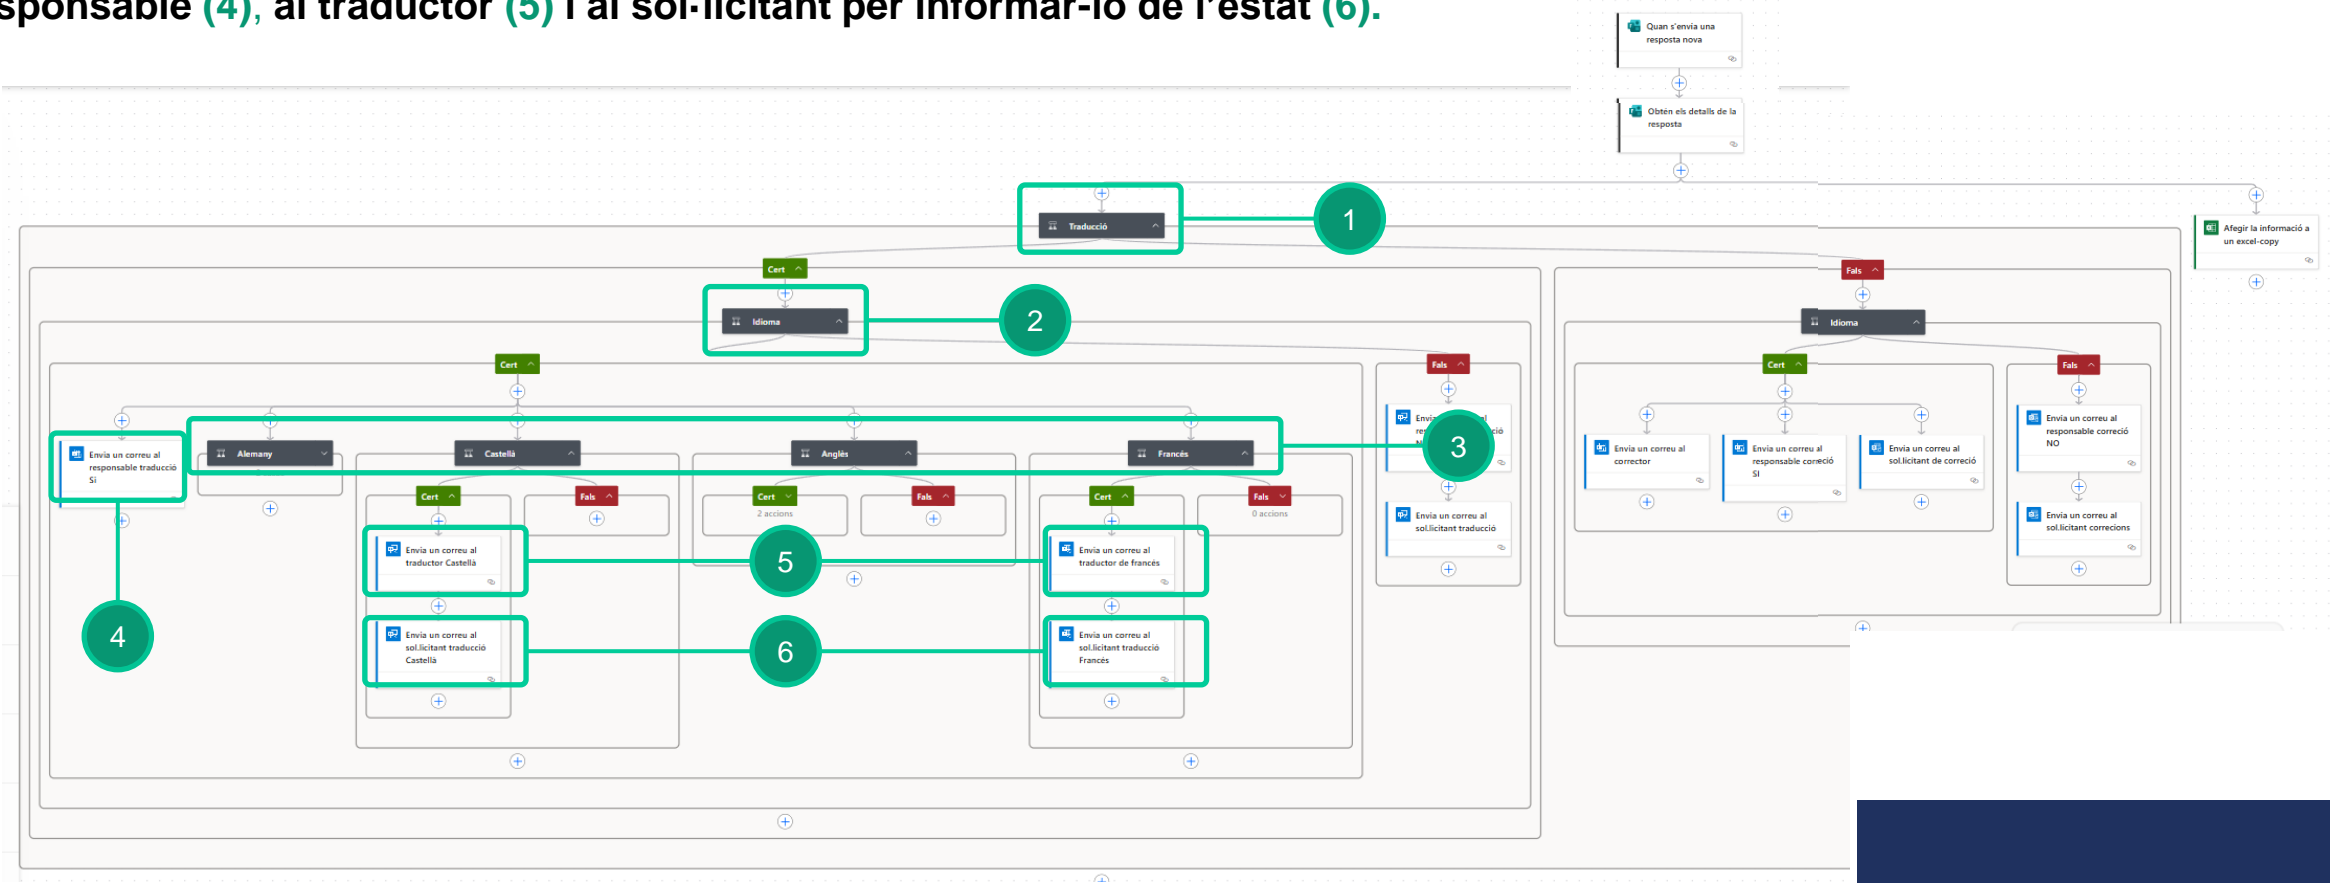 sponsable (4), al traductor (5) i al sol·licitant per informar-lo de l'estat (6).
Quan s'envia una
resposta nova
Obtén els detalls de la
resposta
Traducció
1
Afegir la informació a
un excel-copy
Cert
Fals
Idioma
2
Idioma
Cert
Fals
Cert
Fals
Envia un correu al
responsable traducció
Si
Alemany
Castellà
Anglès
Francés
3
Envia un correu al
corrector
Envia un correu al
responsable correció
SI
Envia un correu al
sol.licitant de correció
Envia un correu al
responsable correció
NO
Cert
Fals
Cert
2 accions
Fals
Cert
Fals
0 accions
Envia un correu al
sol.licitant traducció
Envia un correu al
sol.licitant correcions
Envia un correu al
traductor Castellà
5
Envia un correu al
traductor de francés
4
Envia un correu al
sol.licitant traducció
Castellà
6
Envia un correu al
sol.licitant traducció
Francés